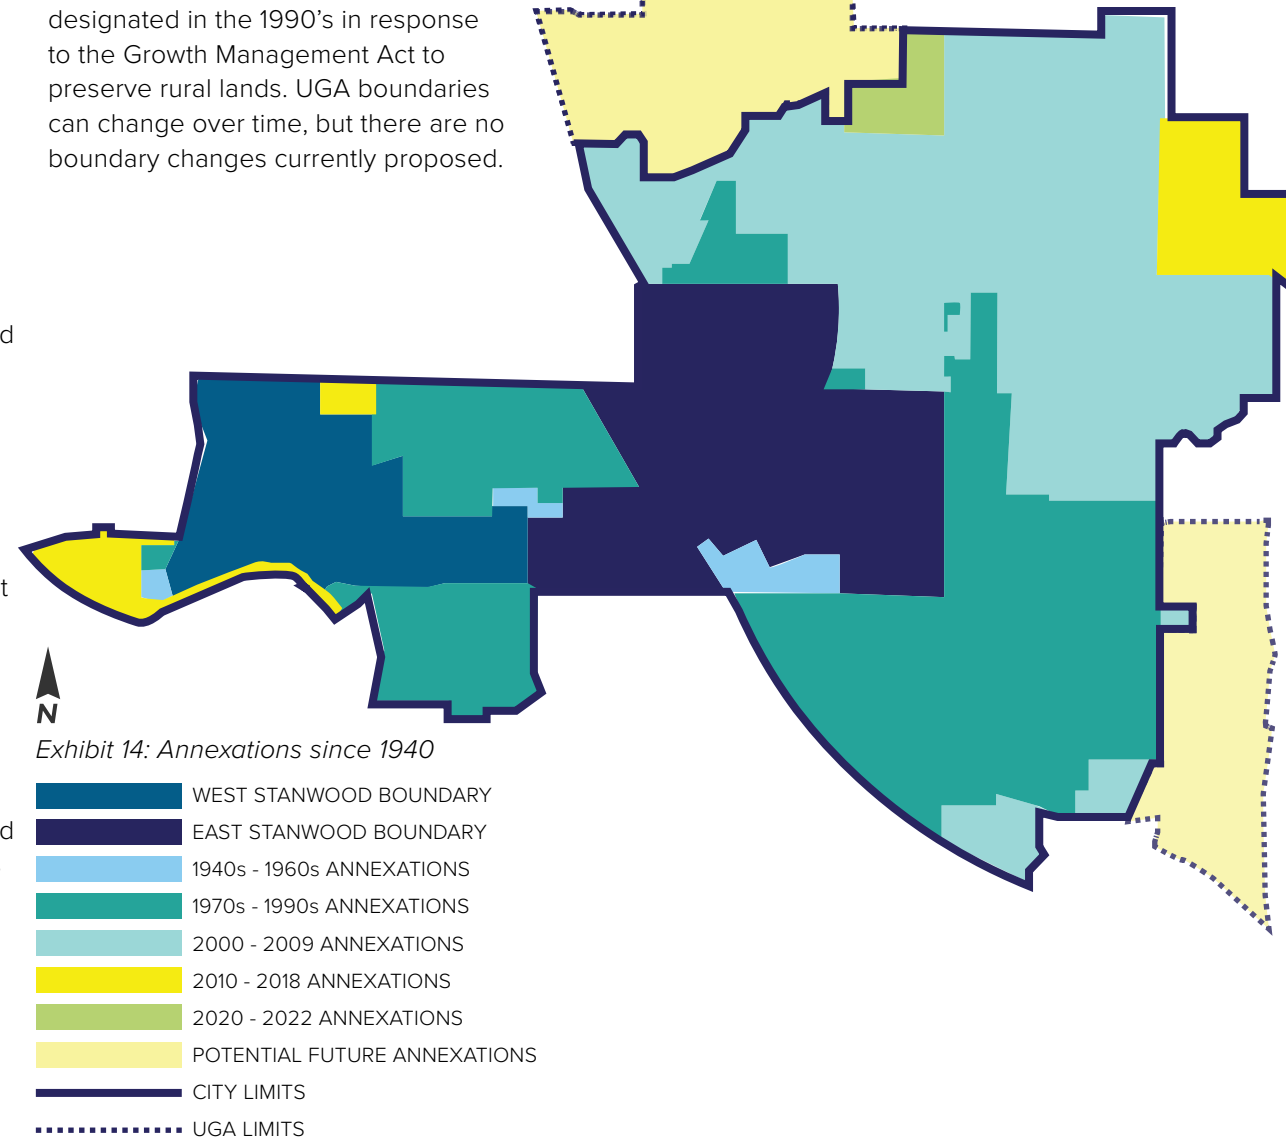 designated in the 1990's in response
to the Growth Management Act to
preserve rural lands. UGA boundaries
can change over time, but there are no
boundary changes currently proposed.
d
t
N
Exhibit 14: Annexations since 1940
WEST STANWOOD BOUNDARY
d
EAST STANWOOD BOUNDARY
1940s - 1960s ANNEXATIONS
1970s - 1990s ANNEXATIONS
2000 - 2009 ANNEXATIONS
2010 - 2018 ANNEXATIONS
2020 - 2022 ANNEXATIONS
POTENTIAL FUTURE ANNEXATIONS
CITY LIMITS
UGA LIMITS